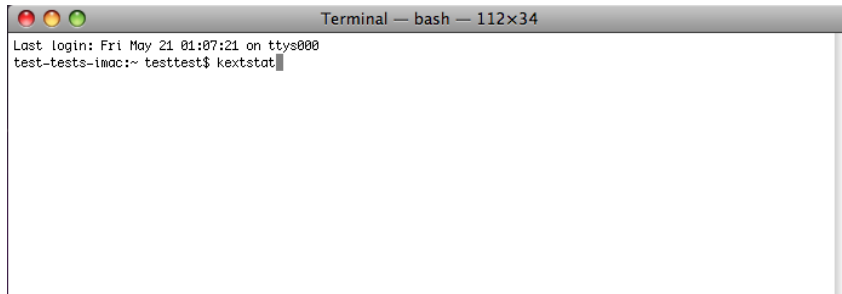 Terminal — bash — 112×34
Last login: Fri May 21 01:07:21 on ttys000
test-tests-imac:~ testtest$ kextstat